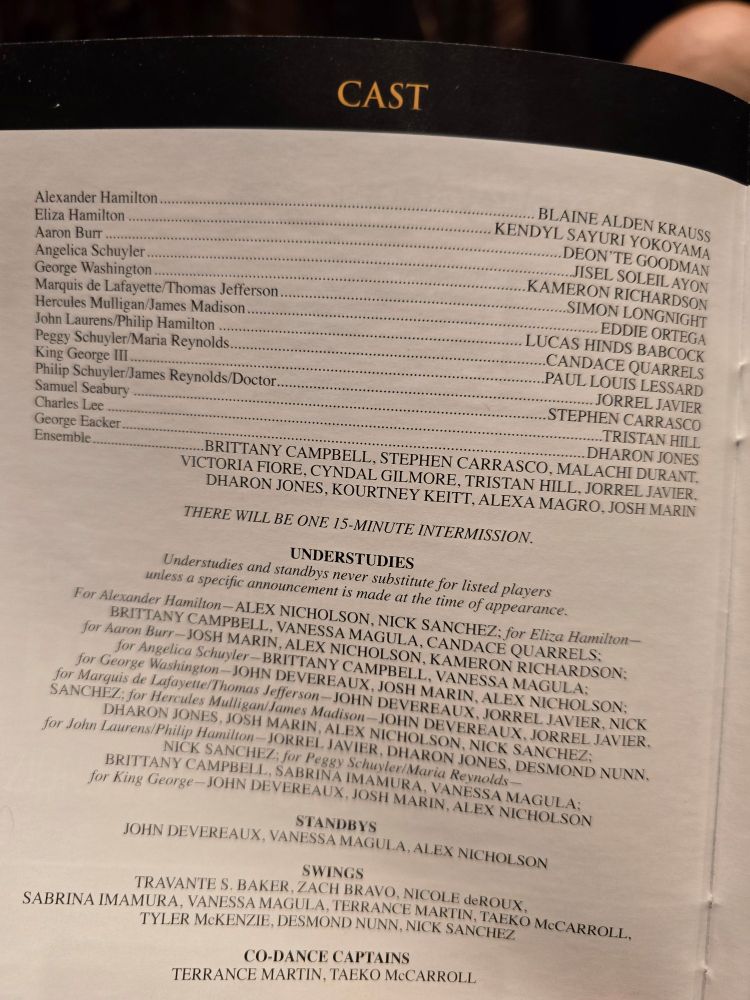 CAST
Alexander Hamilton........BLAINE ALDEN KRAUSS
Eliza Hamilton........KENDYL SAYURI YOKOYAMA
Aaron Burr........DEON'TE GOODMAN
Angelica Schuyler........JISEL SOLEIL AYON
George Washington........KAMERON RICHARDSON
Marquis de Lafayette/Thomas Jefferson........SIMON LONGNIGHT
Hercules Mulligan/James Madison........EDDIE ORTEGA
John Laurens/Philip Hamilton........LUCAS HINDS BABCOCK
Peggy Schuyler/Maria Reynolds........CANDACE QUARRELS
King George III........PAUL LOUIS LESSARD
Philip Schuyler/James Reynolds/Doctor........JORREL JAVIER
Samuel Seabury........STEPHEN CARRASCO
Charles Lee........TRISTAN HILL
George Eacker........DHARON JONES
Ensemble........BRITTANY CAMPBELL, STEPHEN CARRASCO, MALACHI DURANT,
VICTORIA FIORE, CYNDAL GILMORE, TRISTAN HILL, JORREL JAVIER,
DHARON JONES, KOURTNEY KEITT, ALEXA MAGRO, JOSH MARIN
THERE WILL BE ONE 15-MINUTE INTERMISSION.
UNDERSTUDIES
Understudies and standbys never substitute for listed players
unless a specific announcement is made at the time of appearance.
For Alexander Hamilton—ALEX NICHOLSON, NICK SANCHEZ; for Eliza Hamilton—
BRITTANY CAMPBELL, VANESSA MAGULA, CANDACE QUARRELS;
for Aaron Burr—JOSH MARIN, ALEX NICHOLSON, KAMERON RICHARDSON;
for Angelica Schuyler—BRITTANY CAMPBELL, VANESSA MAGULA;
for George Washington—JOHN DEVEREAUX, JOSH MARIN, ALEX NICHOLSON;
for Marquis de Lafayette/Thomas Jefferson—JOHN DEVEREAUX, JORREL JAVIER, NICK
SANCHEZ; for Hercules Mulligan/James Madison—JOHN DEVEREAUX, JORREL JAVIER,
DHARON JONES, JOSH MARIN, ALEX NICHOLSON, NICK SANCHEZ;
for John Laurens/Philip Hamilton—JORREL JAVIER, DHARON JONES, DESMOND NUNN,
NICK SANCHEZ; for Peggy Schuyler/Maria Reynolds—
BRITTANY CAMPBELL, SABRINA IMAMURA, VANESSA MAGULA;
for King George—JOHN DEVEREAUX, JOSH MARIN, ALEX NICHOLSON
STANDBYS
JOHN DEVEREAUX, VANESSA MAGULA, ALEX NICHOLSON
SWINGS
TRAVANTE S. BAKER, ZACH BRAVO, NICOLE deROUX,
SABRINA IMAMURA, VANESSA MAGULA, TERRANCE MARTIN, TAEKO McCARROLL,
TYLER McKENZIE, DESMOND NUNN, NICK SANCHEZ
CO-DANCE CAPTAINS
TERRANCE MARTIN, TAEKO McCARROLL